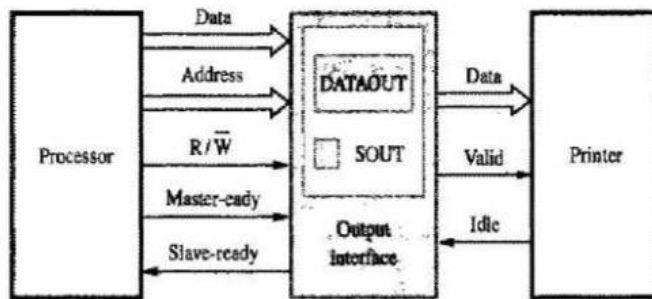 Data
Address
Processor
R/W̅
Master-eady
Slave-ready
DATAOUT
SOUT
Output
interface
Data
Valid
Idle
Printer